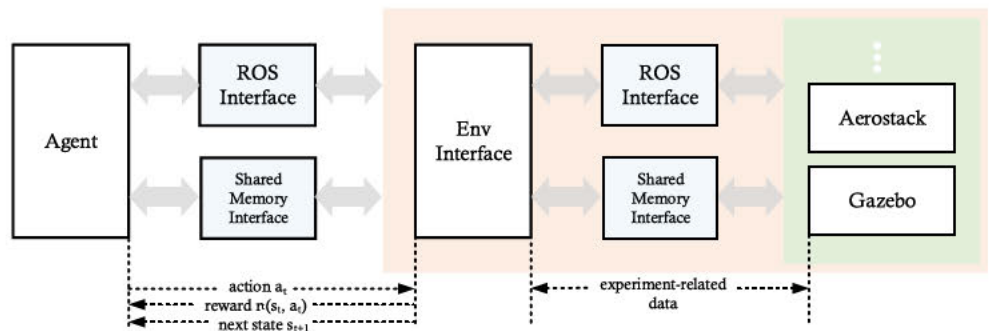 Agent
ROS
Interface
Shared
Memory
Interface
Env
Interface
ROS
Interface
Shared
Memory
Interface
Aerostack
Gazebo
action aₜ
reward r(sₜ, aₜ)
next state sₜ₊₁
experiment-related
data